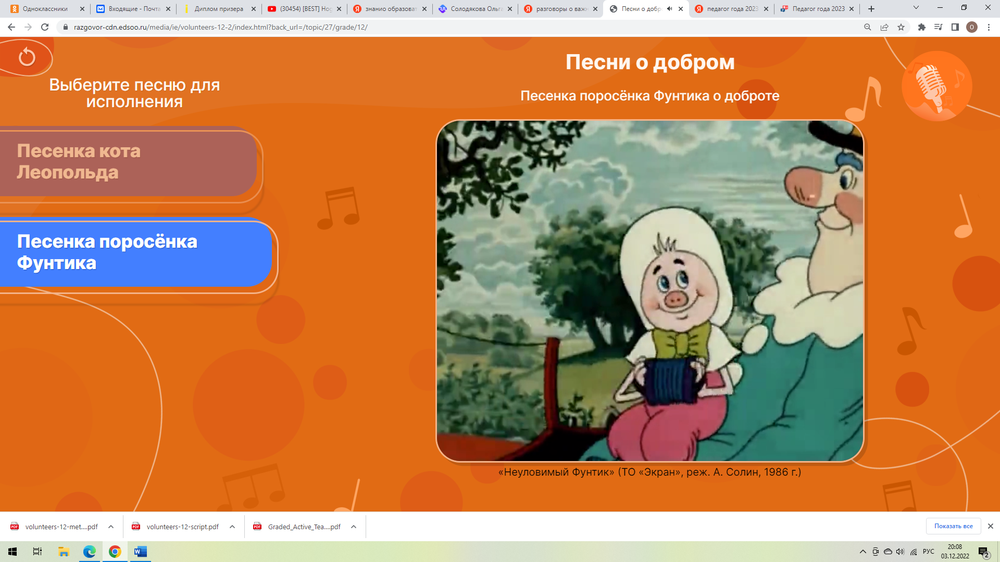 Одноклассники
Входящие - Почта
Диплом призера
(30454) [BEST] Hog
знанио образоват
Солодякова Ольга
разговоры о важн
Песни о добр
педагог года 2023
Педагог года 2023
razgovor-cdn.edsoo.ru/media/ie/volunteers-12-2/index.html?back_url=/topic/27/grade/12/
O
Выберите песню для
исполнения
Песенка кота
Леопольда
Песенка поросёнка
Фунтика
Песни о добром
Песенка поросёнка Фунтика о доброте
«Неуловимый Фунтик» (ТО «Экран», реж. А. Солин, 1986 г.)
volunteers-12-met....pdf
volunteers-12-script.pdf
Graded_Active_Tea....pdf
Показать все
РУС
20:08
03.12.2022
2